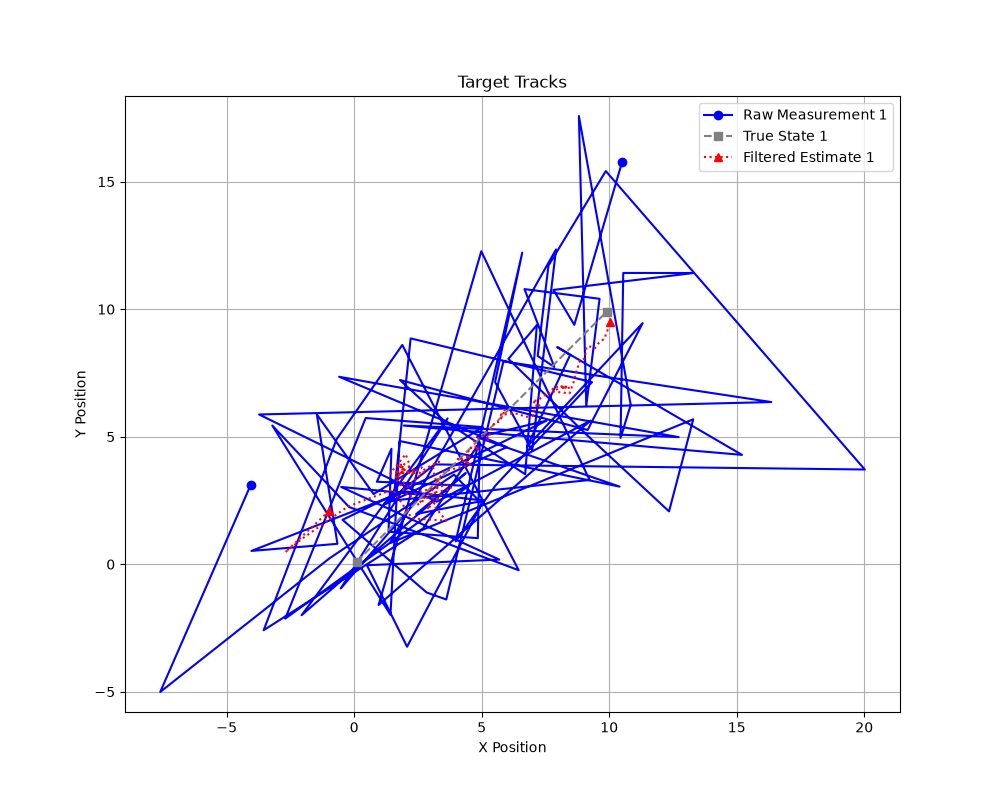 Target Tracks
Raw Measurement 1
True State 1
Filtered Estimate 1
15
10
5
0
−5
Y Position
−5
0
5
10
15
20
X Position